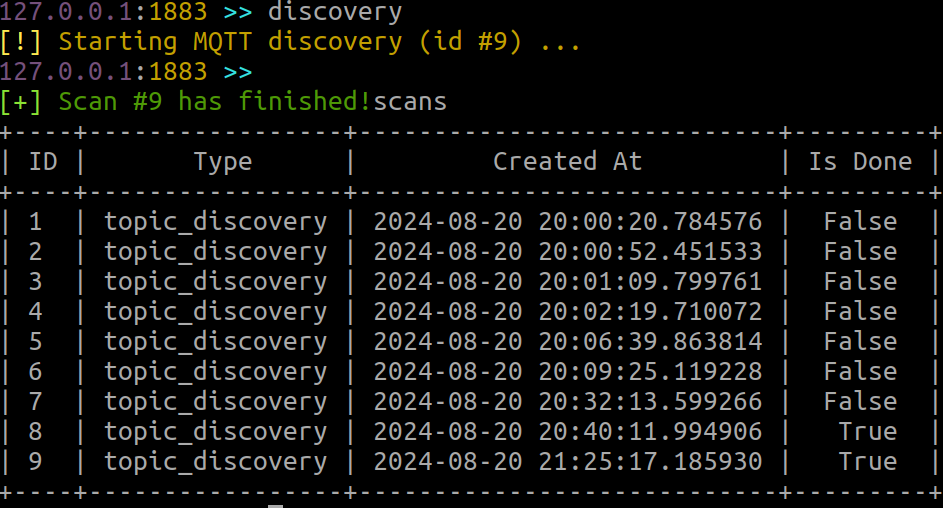 127.0.0.1:1883 >> discovery
[!] Starting MQTT discovery (id #9) ...
127.0.0.1:1883 >>
[+] Scan #9 has finished!scans
+----+-----------------+----------------------------+---------+
| ID |       Type      |         Created At         | Is Done |
+----+-----------------+----------------------------+---------+
| 1  | topic_discovery | 2024-08-20 20:00:20.784576 |  False  |
| 2  | topic_discovery | 2024-08-20 20:00:52.451533 |  False  |
| 3  | topic_discovery | 2024-08-20 20:01:09.799761 |  False  |
| 4  | topic_discovery | 2024-08-20 20:02:19.710072 |  False  |
| 5  | topic_discovery | 2024-08-20 20:06:39.863814 |  False  |
| 6  | topic_discovery | 2024-08-20 20:09:25.119228 |  False  |
| 7  | topic_discovery | 2024-08-20 20:32:13.599266 |  False  |
| 8  | topic_discovery | 2024-08-20 20:40:11.994906 |   True  |
| 9  | topic_discovery | 2024-08-20 21:25:17.185930 |   True  |
+----+-----------------+----------------------------+---------+